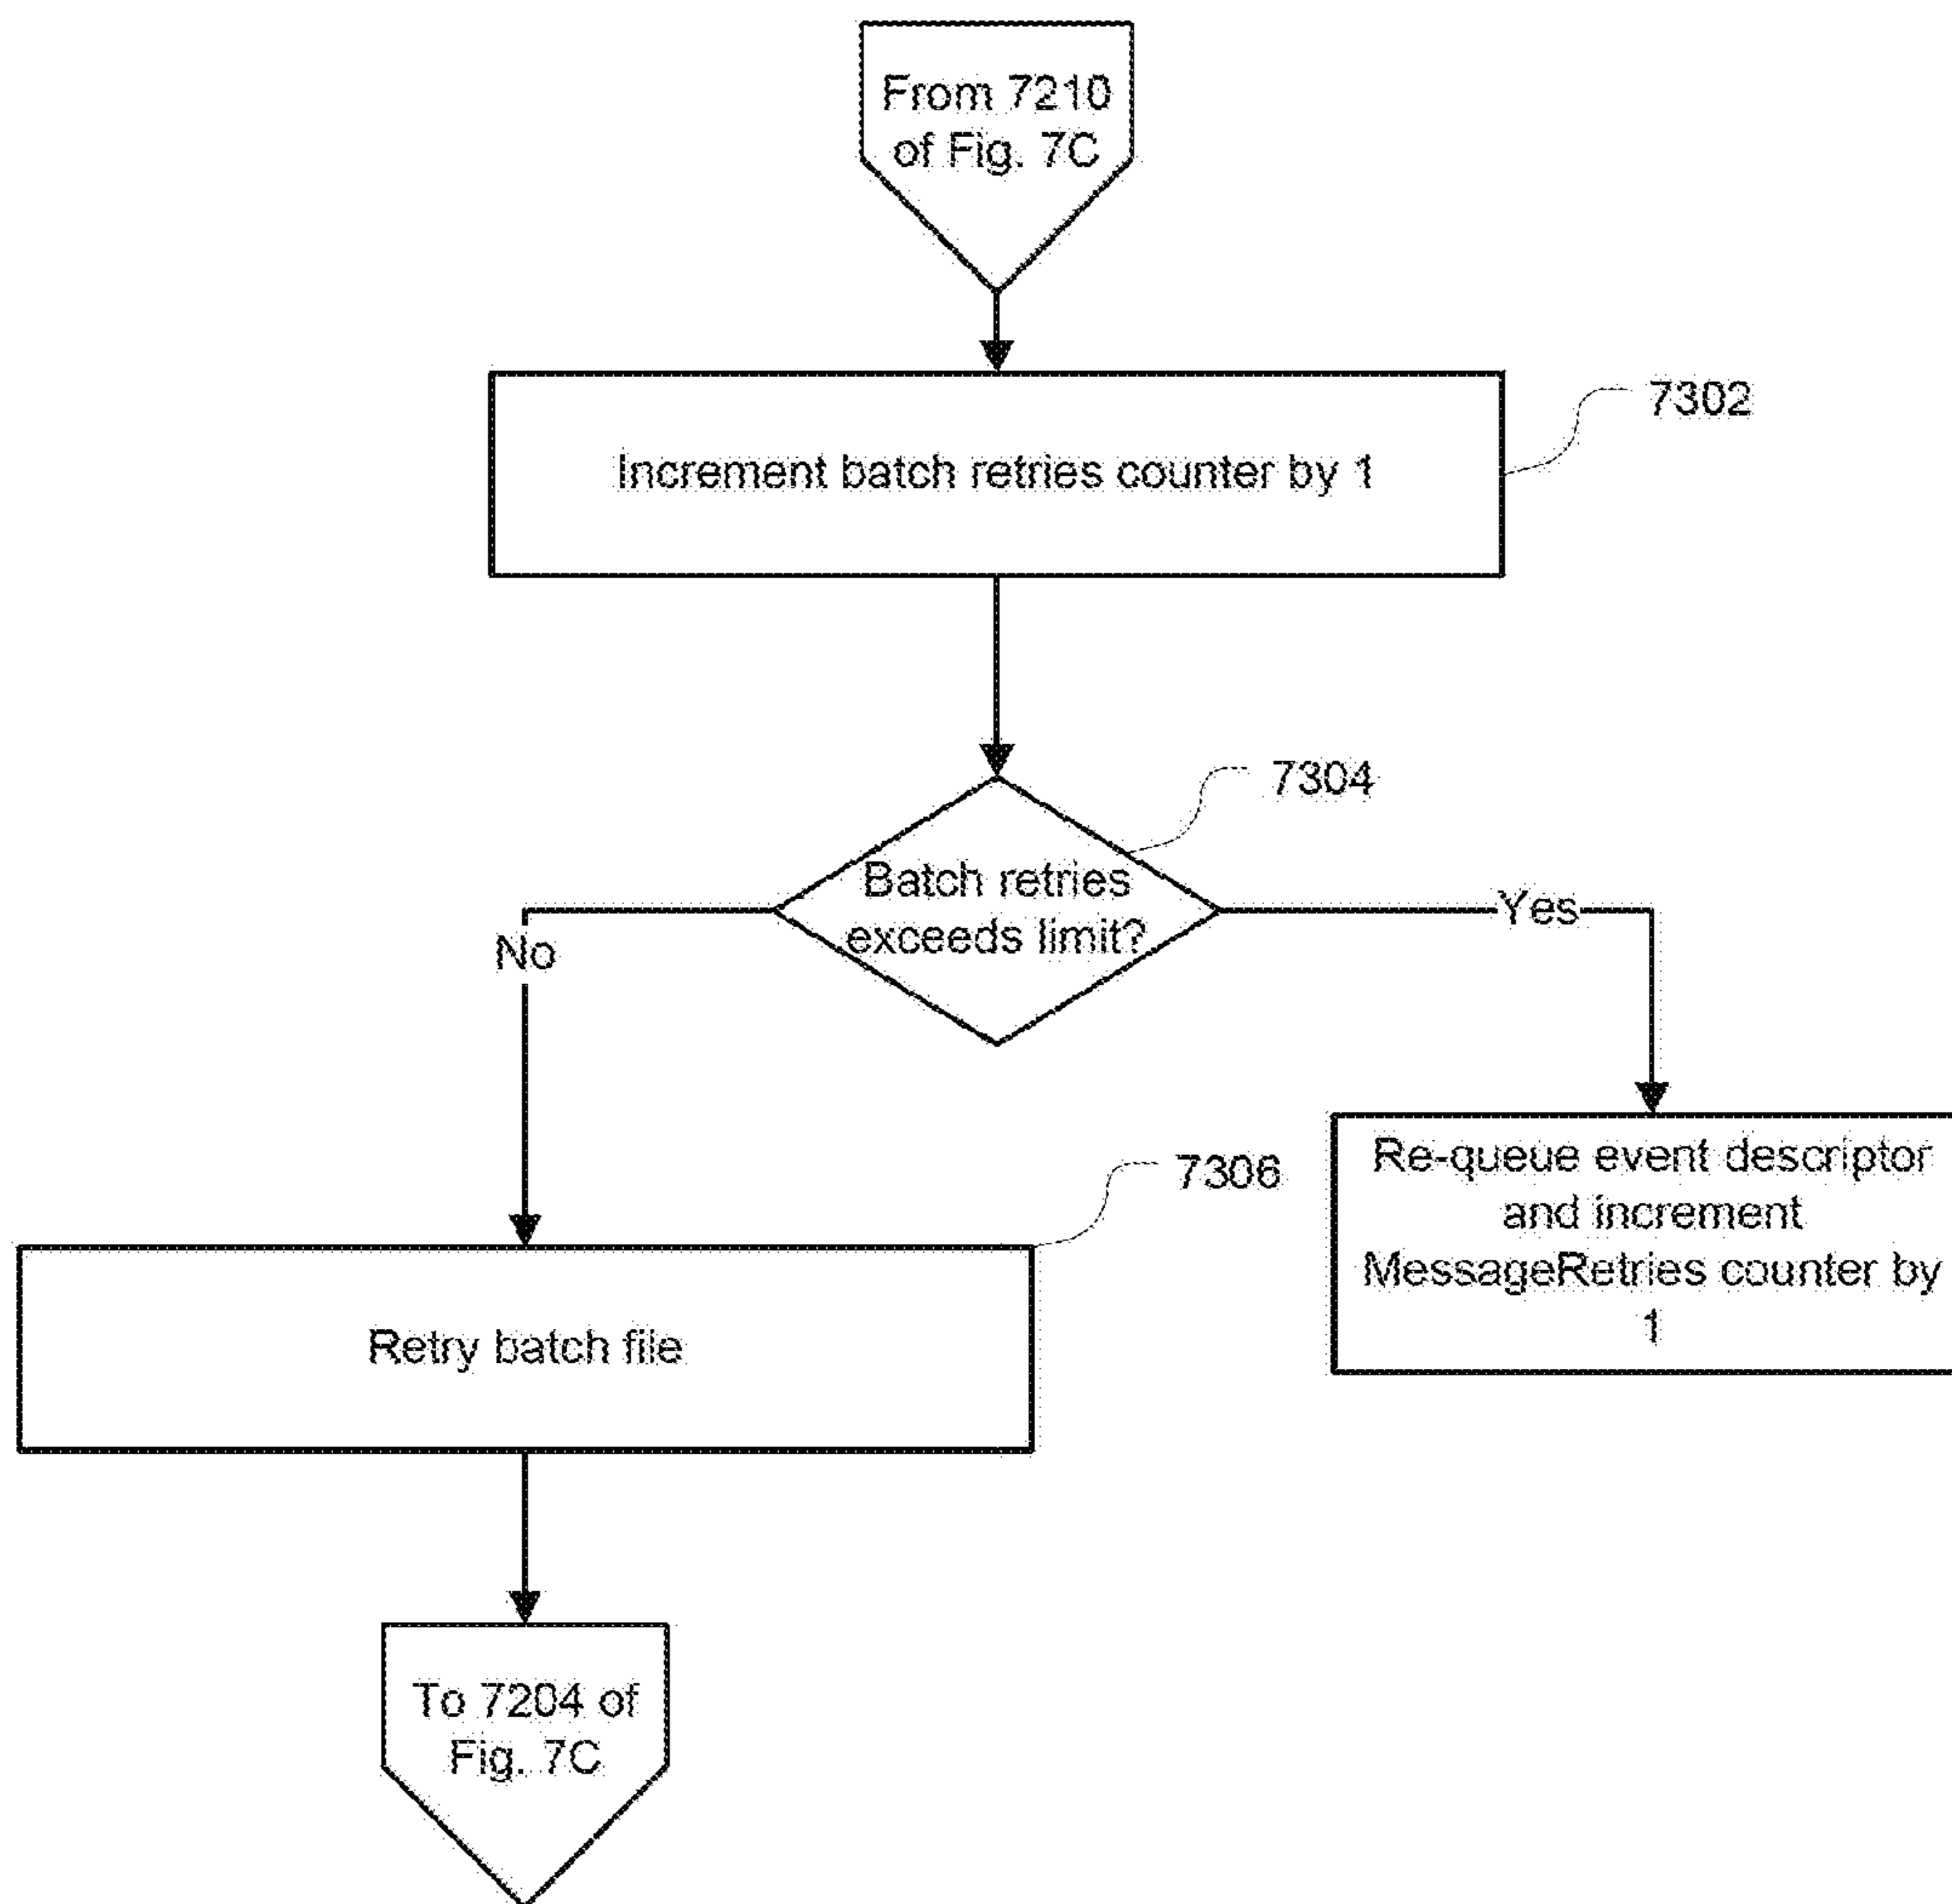 From 7210
of Fig. 7C
7302
Increment batch retries counter by 1
7304
Batch retries
exceeds limit?
No
Yes
7306
Re-queue event descriptor
and increment
MessageRetries counter by
1
Retry batch file
To 7204 of
Fig. 7C